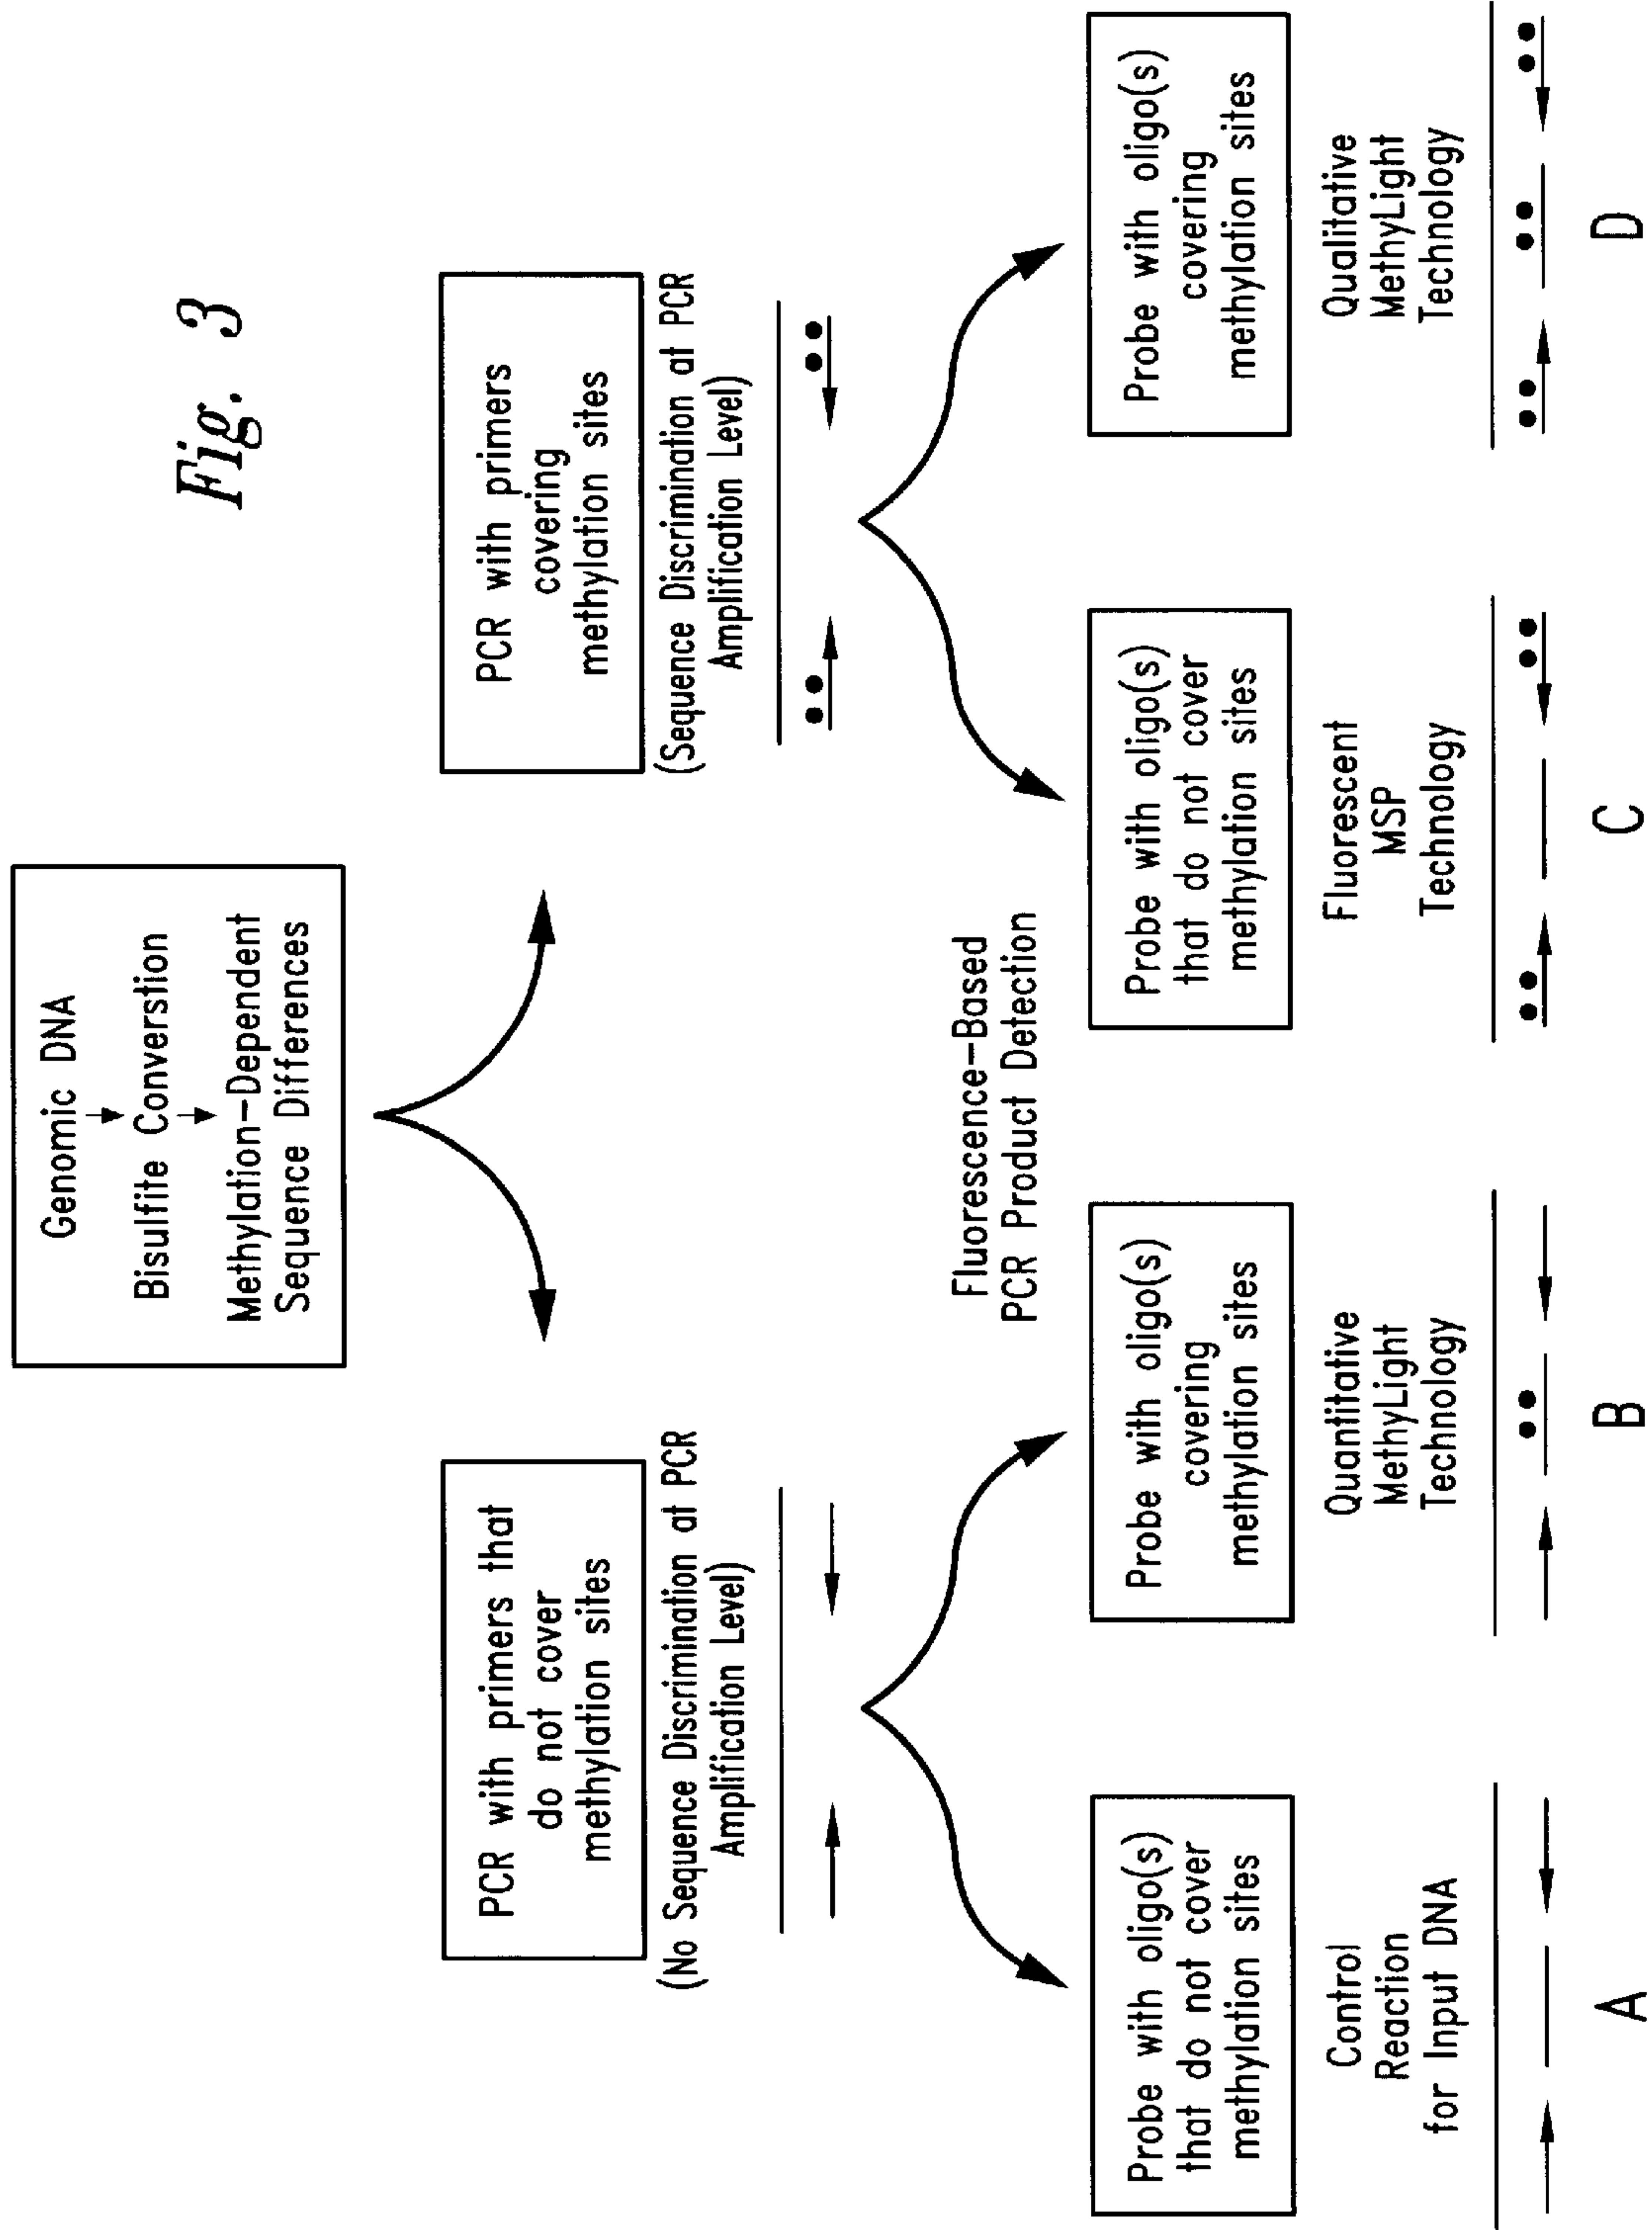 Fig. 3
Genomic DNA
Bisulfite Converstion
Methylation-Dependent
Sequence Differences
PCR with primers that
do not cover
methylation sites
(No Sequence Discrimination at PCR
Amplification Level)
PCR with primers
covering
methylation sites
(Sequence Discrimination at PCR
Amplification Level)
Fluorescence-Based
PCR Product Detection
Probe with oligo(s)
that do not cover
methylation sites
Control
Reaction
for Input DNA
A
Probe with oligo(s)
covering
methylation sites
Quantitative
MethyLight
Technology
B
Probe with oligo(s)
that do not cover
methylation sites
Fluorescent
MSP
Technology
C
Probe with oligo(s)
covering
methylation sites
Qualitative
MethyLight
Technology
D